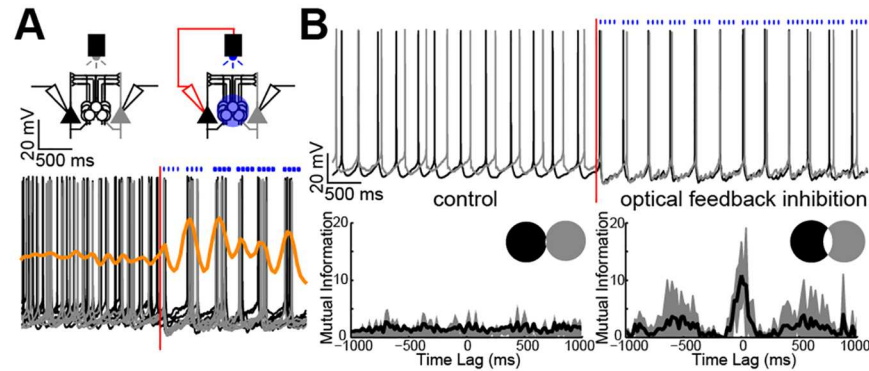 A
B
20 mV
500 ms
20 mV
500 ms
control
optical feedback inhibition
20
10
0
Mutual Information
−1000
−500
0
500
1000
Time Lag (ms)
20
10
0
Mutual Information
−1000
−500
0
500
1000
Time Lag (ms)